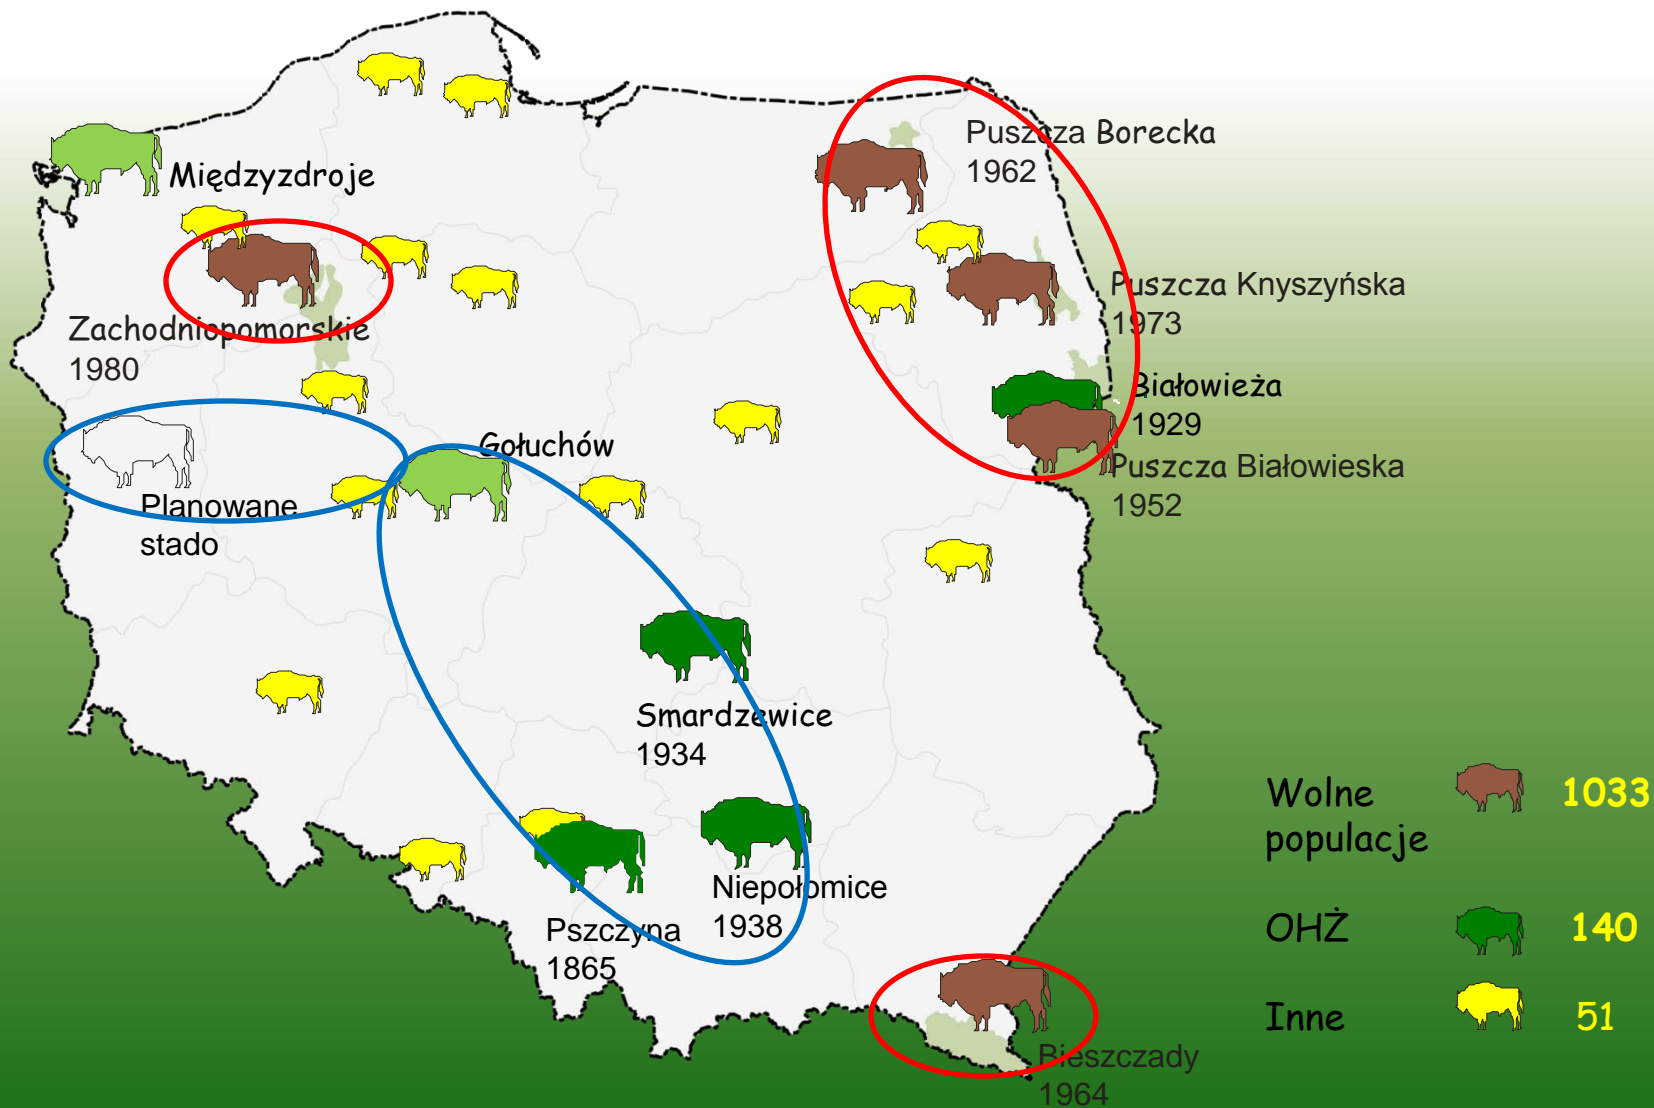 Puszcza Borecka
1962
Międzyzdroje
Puszcza Knyszyńska
1973
Zachodniopomorskie
1980
Białowieża
1929
Gołuchów
Puszcza Białowieska
1952
Planowane
stado
Smardzewice
1934
Wolne
populacje
1033
Niepołomice
1938
OHŻ
140
Pszczyna
1865
Inne
51
Bieszczady
1964